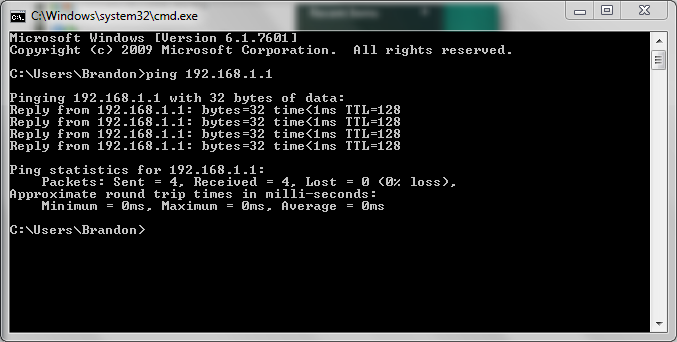 C:\Windows\system32\cmd.exe
Microsoft Windows [Version 6.1.7601]
Copyright (c) 2009 Microsoft Corporation.  All rights reserved.
C:\Users\Brandon>ping 192.168.1.1
Pinging 192.168.1.1 with 32 bytes of data:
Reply from 192.168.1.1: bytes=32 time<1ms TTL=128
Reply from 192.168.1.1: bytes=32 time<1ms TTL=128
Reply from 192.168.1.1: bytes=32 time<1ms TTL=128
Reply from 192.168.1.1: bytes=32 time<1ms TTL=128
Ping statistics for 192.168.1.1:
    Packets: Sent = 4, Received = 4, Lost = 0 (0% loss),
Approximate round trip times in milli-seconds:
    Minimum = 0ms, Maximum = 0ms, Average = 0ms
C:\Users\Brandon>